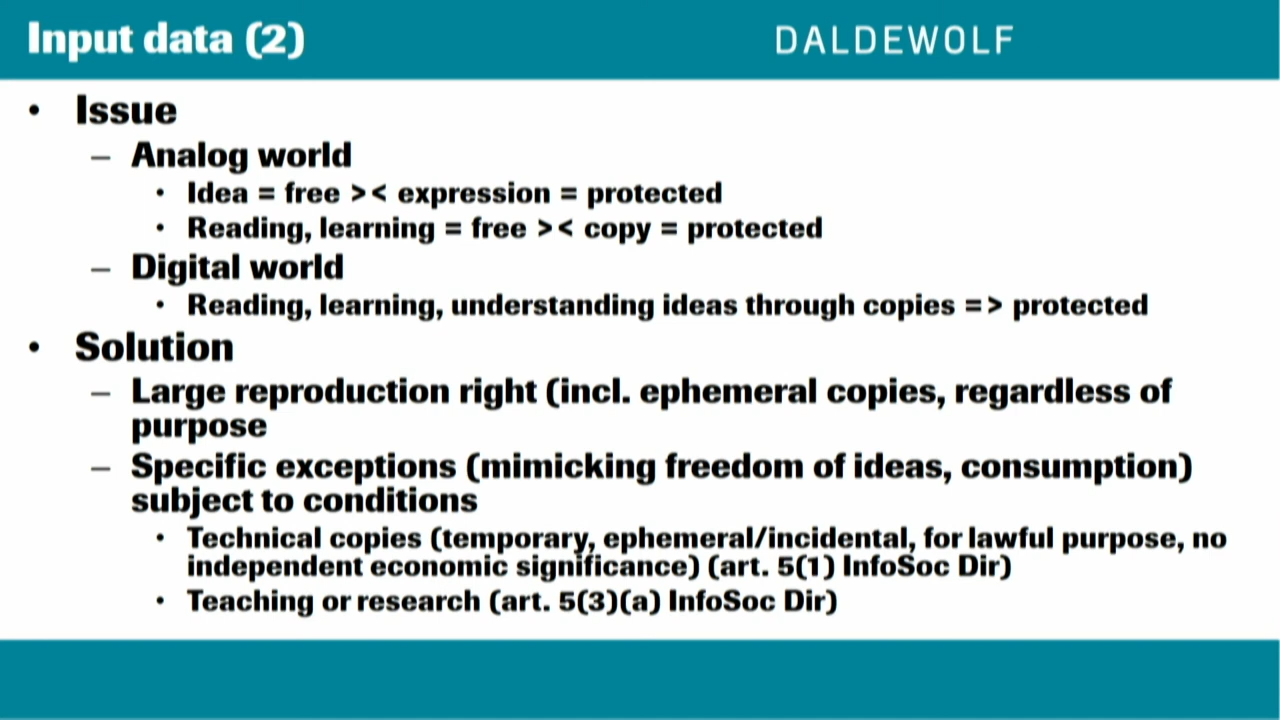 Input data (2)
DALDEWOLF
• Issue
– Analog world
• Idea = free >< expression = protected
• Reading, learning = free >< copy = protected
– Digital world
• Reading, learning, understanding ideas through copies => protected
• Solution
– Large reproduction right (incl. ephemeral copies, regardless of
purpose
– Specific exceptions (mimicking freedom of ideas, consumption)
subject to conditions
• Technical copies (temporary, ephemeral/incidental, for lawful purpose, no
independent economic significance) (art. 5(1) InfoSoc Dir)
• Teaching or research (art. 5(3)(a) InfoSoc Dir)